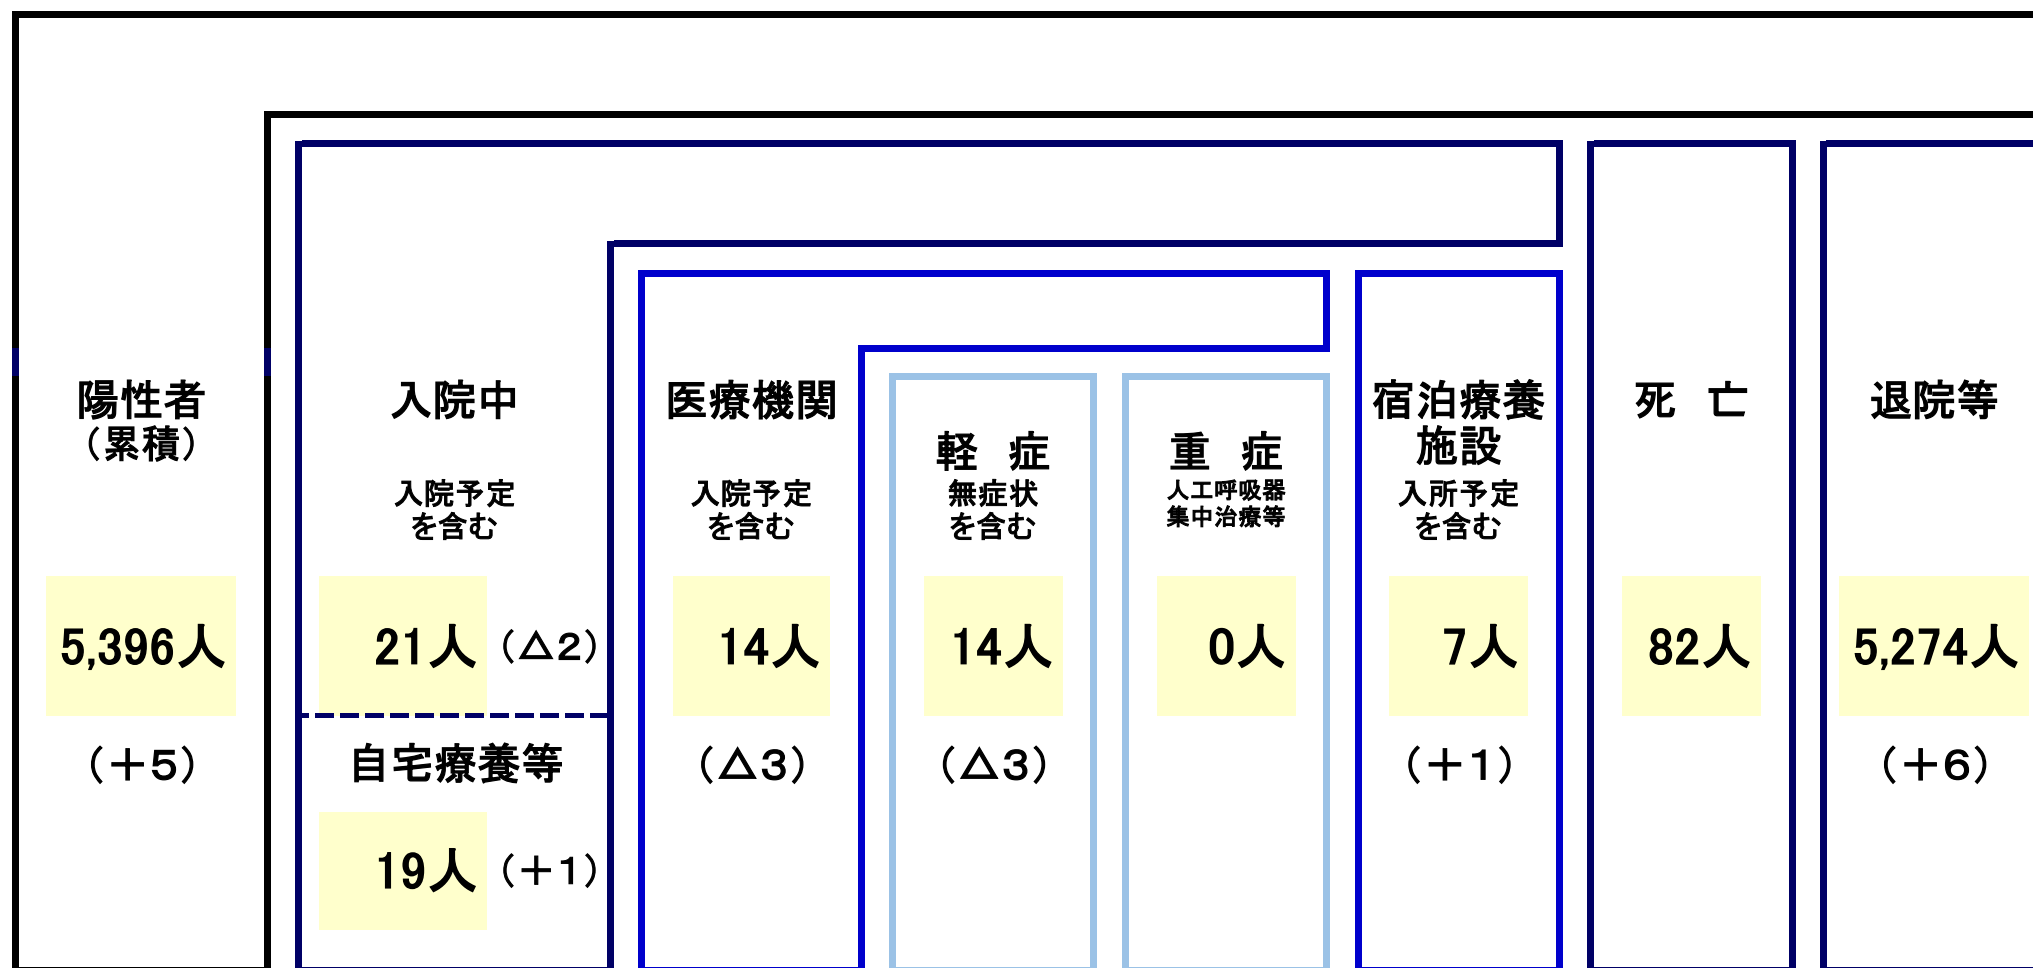 陽性者
（累積）
5,396人
（＋5）
入院中
入院予定
を含む
21人（△2）
自宅療養等
19人（＋1）
医療機関
入院予定
を含む
14人
（△3）
軽 症
無症状
を含む
14人
（△3）
重 症
人工呼吸器
集中治療等
0人
宿泊療養
施設
入所予定
を含む
7人
（＋1）
死 亡
82人
退院等
5,274人
（＋6）